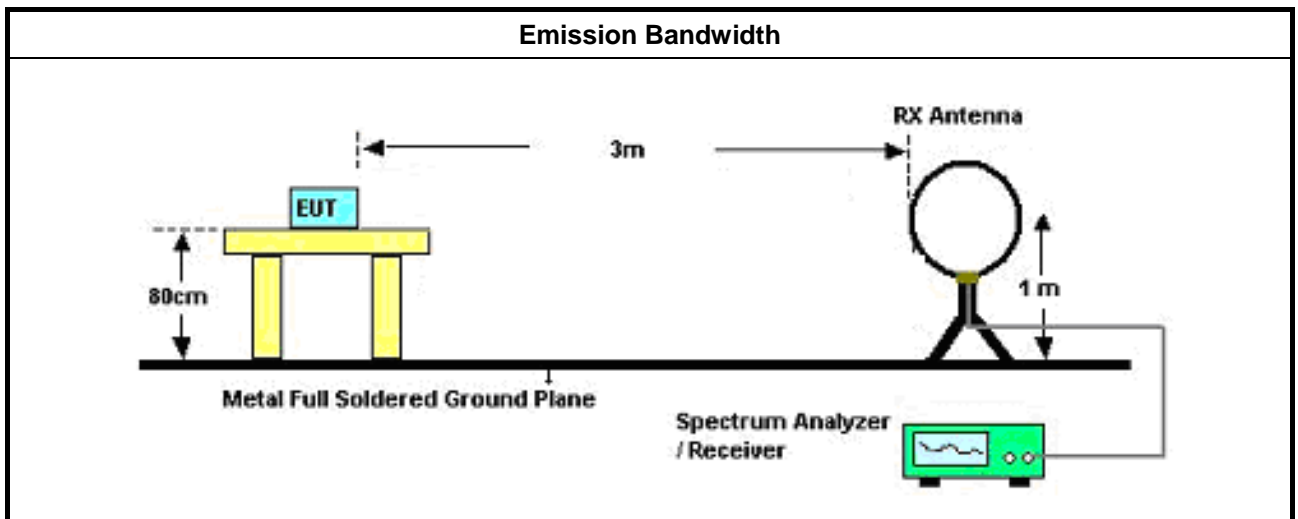 Emission Bandwidth
RX Antenna
3m
EUT
80cm
1 m
Metal Full Soldered Ground Plane
Spectrum Analyzer
/ Receiver